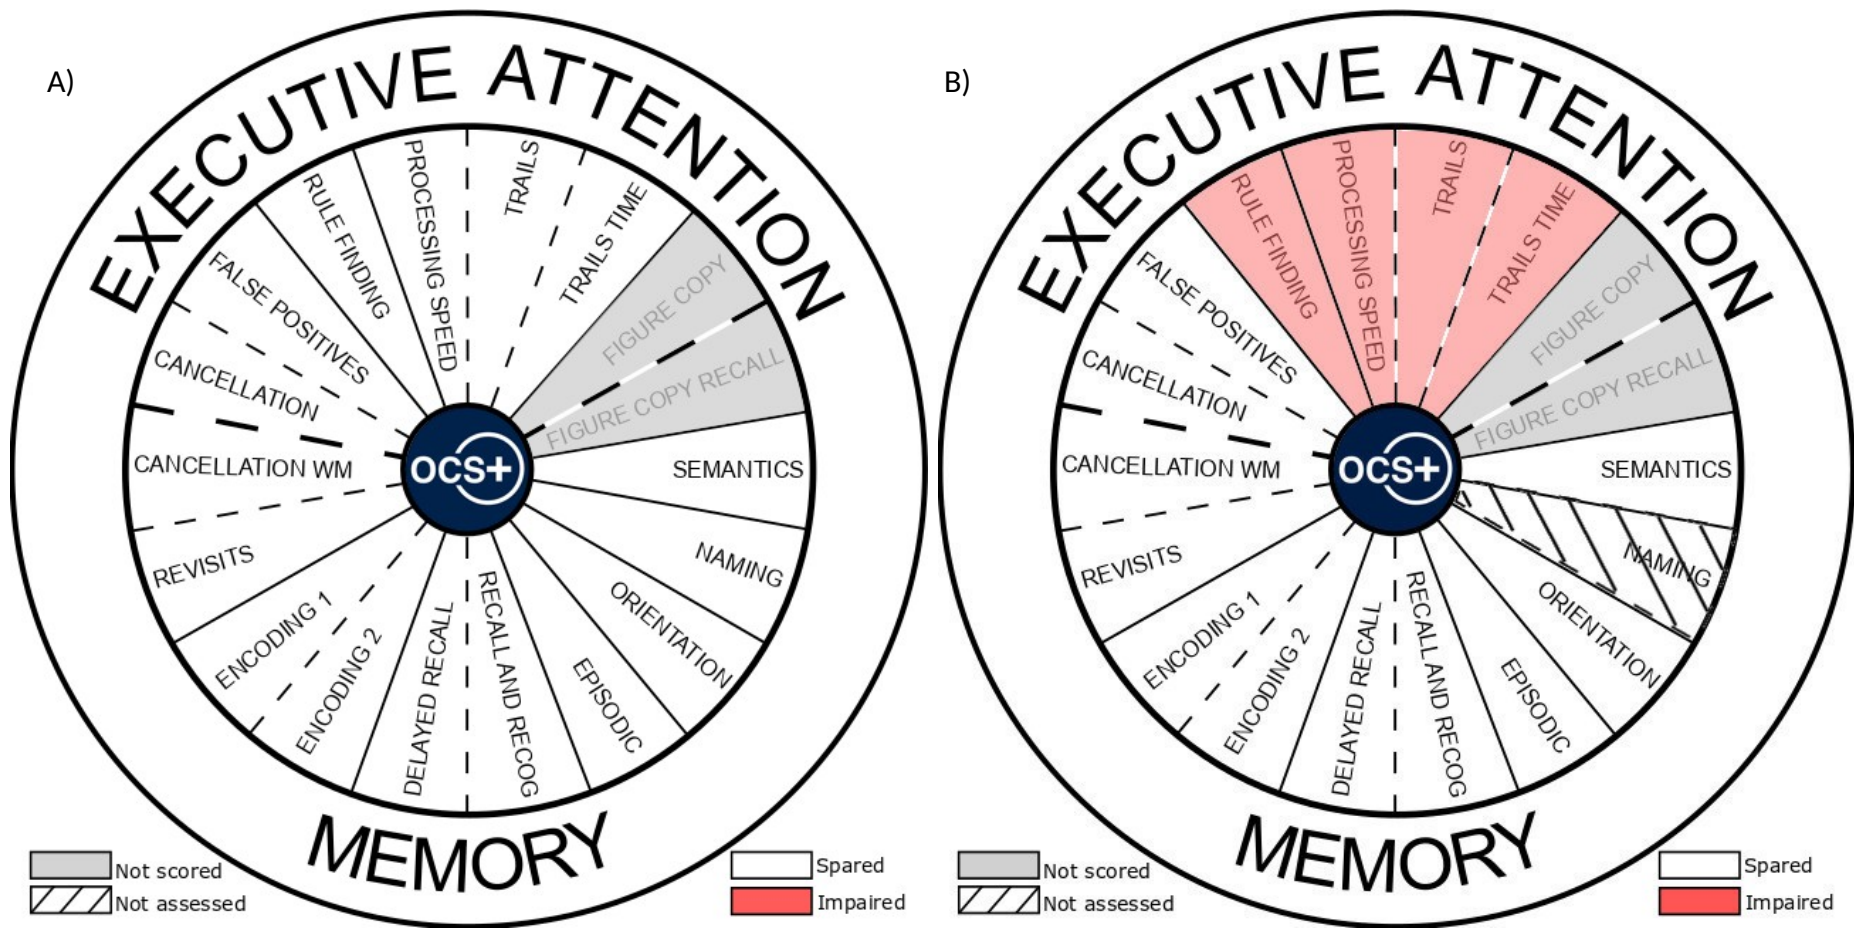 A)
EXECUTIVE ATTENTION
RULE FINDING
PROCESSING SPEED
TRAILS
TRAILS TIME
FALSE POSITIVES
FIGURE COPY
CANCELLATION
FIGURE COPY RECALL
CANCELLATION WM
OCS+
SEMANTICS
REVISITS
NAMING
ENCODING 1
ORIENTATION
ENCODING 2
DELAYED RECALL
RECALL AND RECOG
EPISODIC
MEMORY
Not scored
Not assessed
Spared
Impaired
B)
EXECUTIVE ATTENTION
RULE FINDING
PROCESSING SPEED
TRAILS
TRAILS TIME
FALSE POSITIVES
FIGURE COPY
CANCELLATION
FIGURE COPY RECALL
CANCELLATION WM
OCS+
SEMANTICS
REVISITS
NAMING
ENCODING 1
ORIENTATION
ENCODING 2
DELAYED RECALL
RECALL AND RECOG
EPISODIC
MEMORY
Not scored
Not assessed
Spared
Impaired